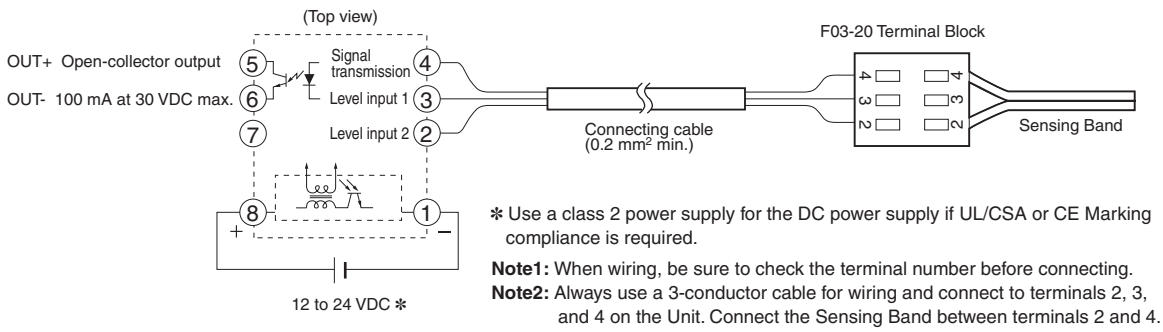 (Top view)
F03-20 Terminal Block
OUT+ Open-collector output
5
Signal
transmission
4
OUT- 100 mA at 30 VDC max.
6
Level input 1
3
7
Level input 2
2
4
3
2
4
3
2
Connecting cable
(0.2 mm² min.)
Sensing Band
8
1
+
−
12 to 24 VDC ✻
✻ Use a class 2 power supply for the DC power supply if UL/CSA or CE Marking
compliance is required.
Note1: When wiring, be sure to check the terminal number before connecting.
Note2: Always use a 3-conductor cable for wiring and connect to terminals 2, 3,
and 4 on the Unit. Connect the Sensing Band between terminals 2 and 4.